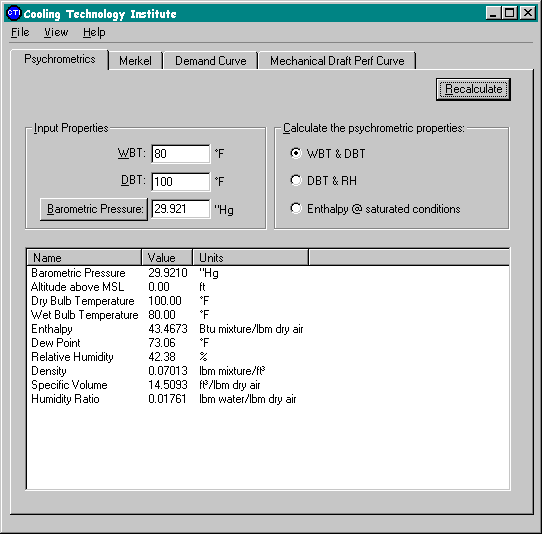 CTI Cooling Technology Institute
File View Help
Psychrometrics Merkel Demand Curve Mechanical Draft Perf Curve
Recalculate
Input Properties
WBT: 80 °F
DBT: 100 °F
Barometric Pressure: 29.921 "Hg
Calculate the psychrometric properties:
WBT & DBT
DBT & RH
Enthalpy @ saturated conditions
Name Value Units
Barometric Pressure 29.9210 "Hg
Altitude above MSL 0.00 ft
Dry Bulb Temperature 100.00 °F
Wet Bulb Temperature 80.00 °F
Enthalpy 43.4673 Btu mixture/lbm dry air
Dew Point 73.06 °F
Relative Humidity 42.38 %
Density 0.07013 lbm mixture/ft³
Specific Volume 14.5093 ft³/lbm dry air
Humidity Ratio 0.01761 lbm water/lbm dry air